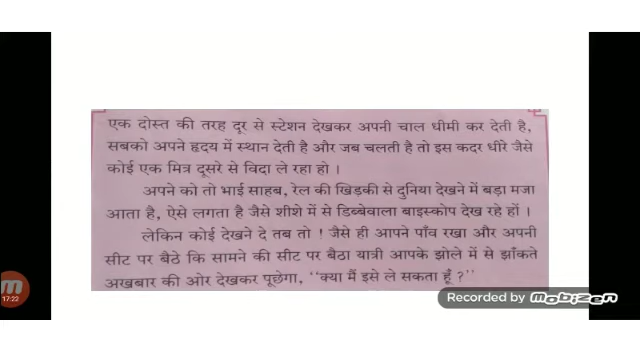 एक दोस्त की तरह दूर से स्टेशन देखकर अपनी चाल धीमी कर देती है,
सबको अपने हृदय में स्थान देती है और जब चलती है तो इस कदर धीरे जैसे
कोई एक मित्र दूसरे से विदा ले रहा हो ।
अपने को तो भाई साहब, रेल की खिड़की से दुनिया देखने में बड़ा मजा
आता है, ऐसे लगता है जैसे शीशे में से डिब्बेवाला बाइस्कोप देख रहे हों ।
लेकिन कोई देखने दे तब तो ! जैसे ही आपने पाँव रखा और अपनी
सीट पर बैठे कि सामने की सीट पर बैठा यात्री आपके झोले में से झाँकते
अखबार की ओर देखकर पूछेगा, ‘‘क्या मैं इसे ले सकता हूँ ?’’
17:22
Recorded by Mobizen